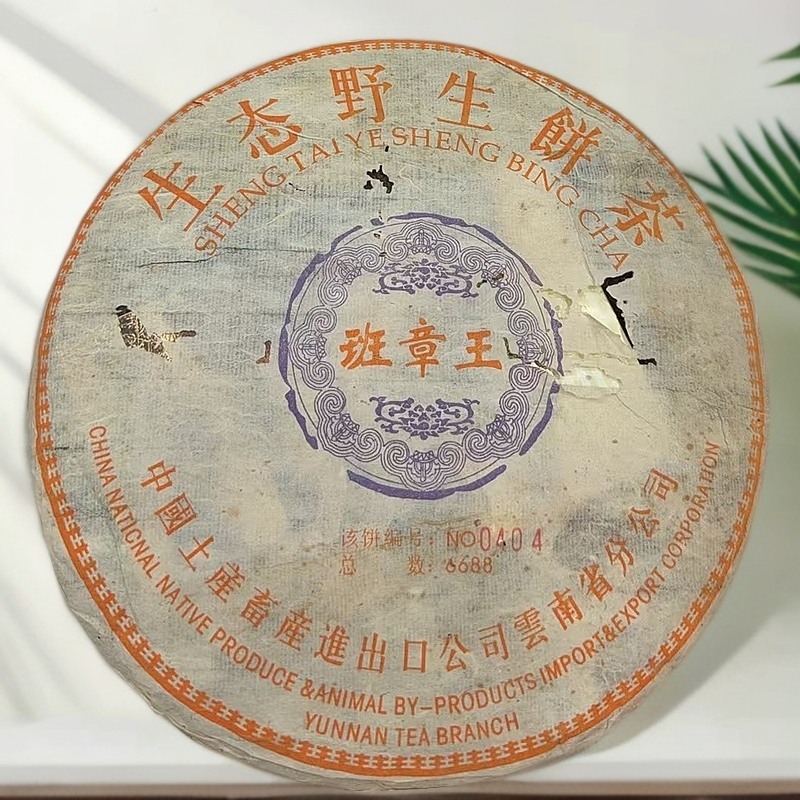 生态野生餅茶
SHENG TAI YE SHENG BING CHA
班章王
该饼编号: NO0404
总 数: 6688
中國土産畜産進出口公司雲南省分公司
CHINA NATIONAL NATIVE PRODUCE &ANIMAL BY-PRODUCTS IMPORT&EXPORT CORPORATION
YUNNAN TEA BRANCH